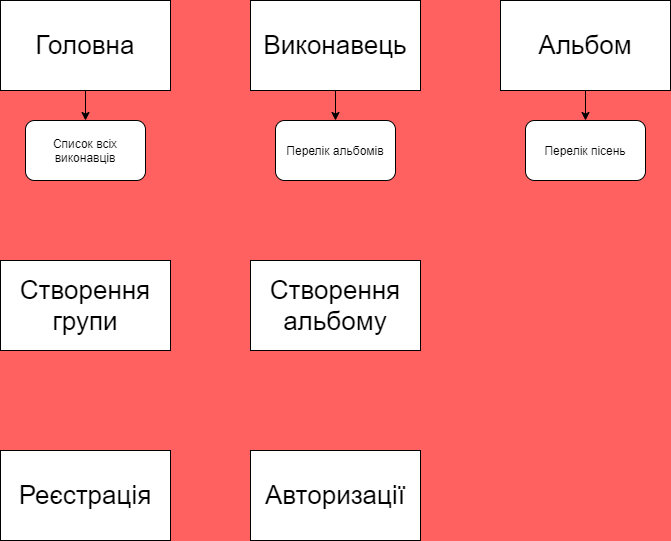 Головна
Виконавець
Альбом
Список всіх
виконавців
Перелік альбомів
Перелік пісень
Створення
групи
Створення
альбому
Реєстрація
Авторизації